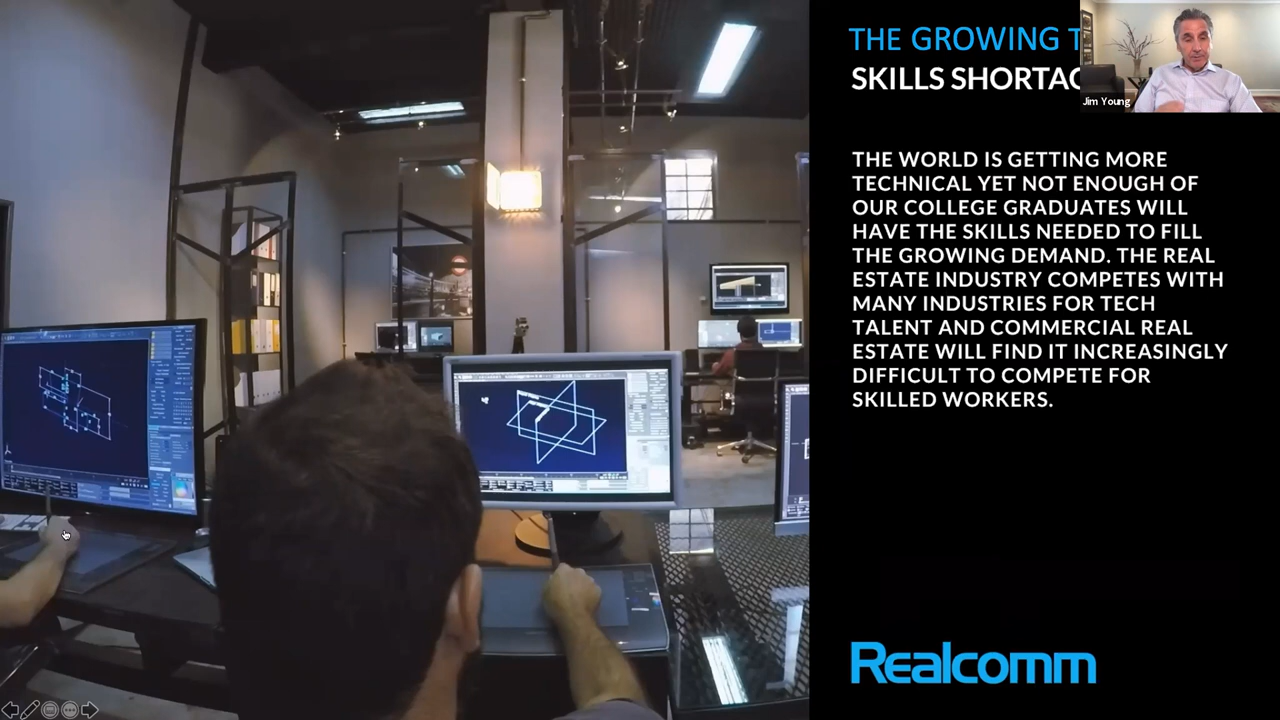 THE GROWING T
SKILLS SHORTAG
Jim Young
THE WORLD IS GETTING MORE
TECHNICAL YET NOT ENOUGH OF
OUR COLLEGE GRADUATES WILL
HAVE THE SKILLS NEEDED TO FILL
THE GROWING DEMAND. THE REAL
ESTATE INDUSTRY COMPETES WITH
MANY INDUSTRIES FOR TECH
TALENT AND COMMERCIAL REAL
ESTATE WILL FIND IT INCREASINGLY
DIFFICULT TO COMPETE FOR
SKILLED WORKERS.
Realcomm